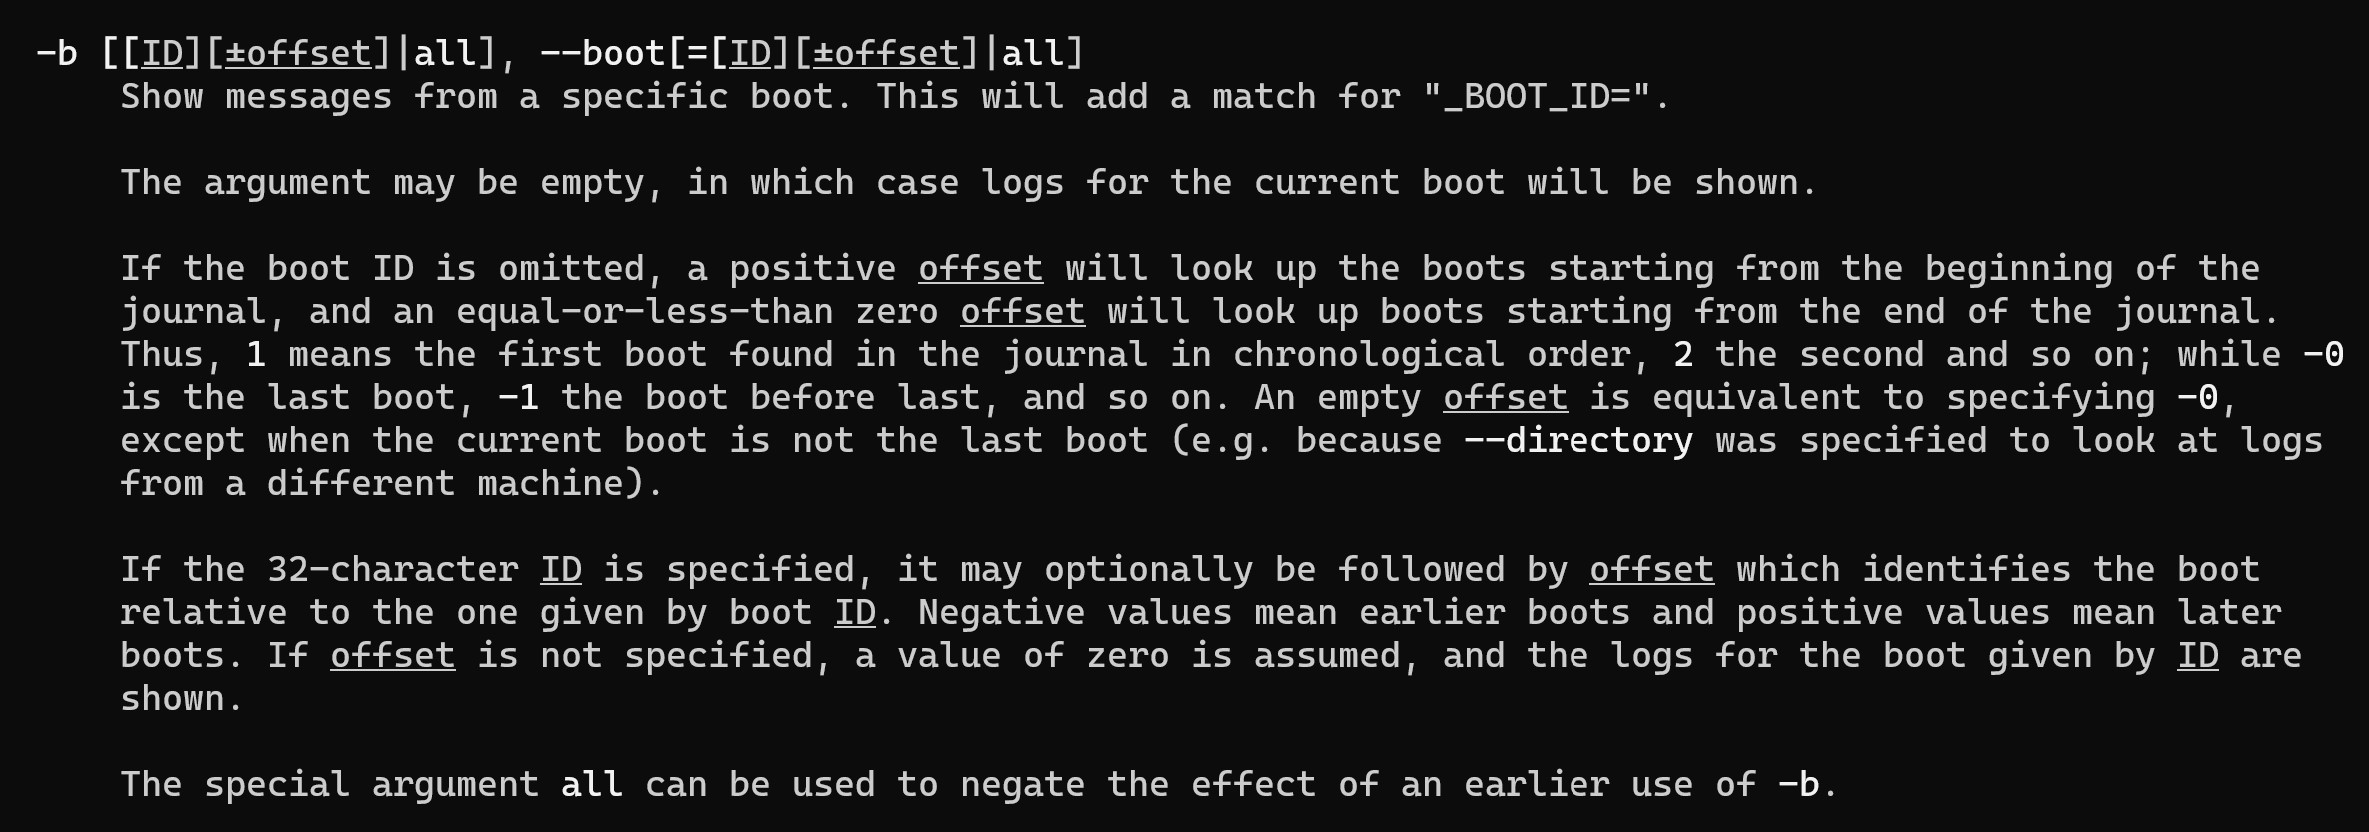 -b [[ID][±offset]|all], --boot[=[ID][±offset]|all]
Show messages from a specific boot. This will add a match for "_BOOT_ID=".
The argument may be empty, in which case logs for the current boot will be shown.
If the boot ID is omitted, a positive offset will look up the boots starting from the beginning of the
journal, and an equal-or-less-than zero offset will look up boots starting from the end of the journal.
Thus, 1 means the first boot found in the journal in chronological order, 2 the second and so on; while -0
is the last boot, -1 the boot before last, and so on. An empty offset is equivalent to specifying -0,
except when the current boot is not the last boot (e.g. because --directory was specified to look at logs
from a different machine).
If the 32-character ID is specified, it may optionally be followed by offset which identifies the boot
relative to the one given by boot ID. Negative values mean earlier boots and positive values mean later
boots. If offset is not specified, a value of zero is assumed, and the logs for the boot given by ID are
shown.
The special argument all can be used to negate the effect of an earlier use of -b.